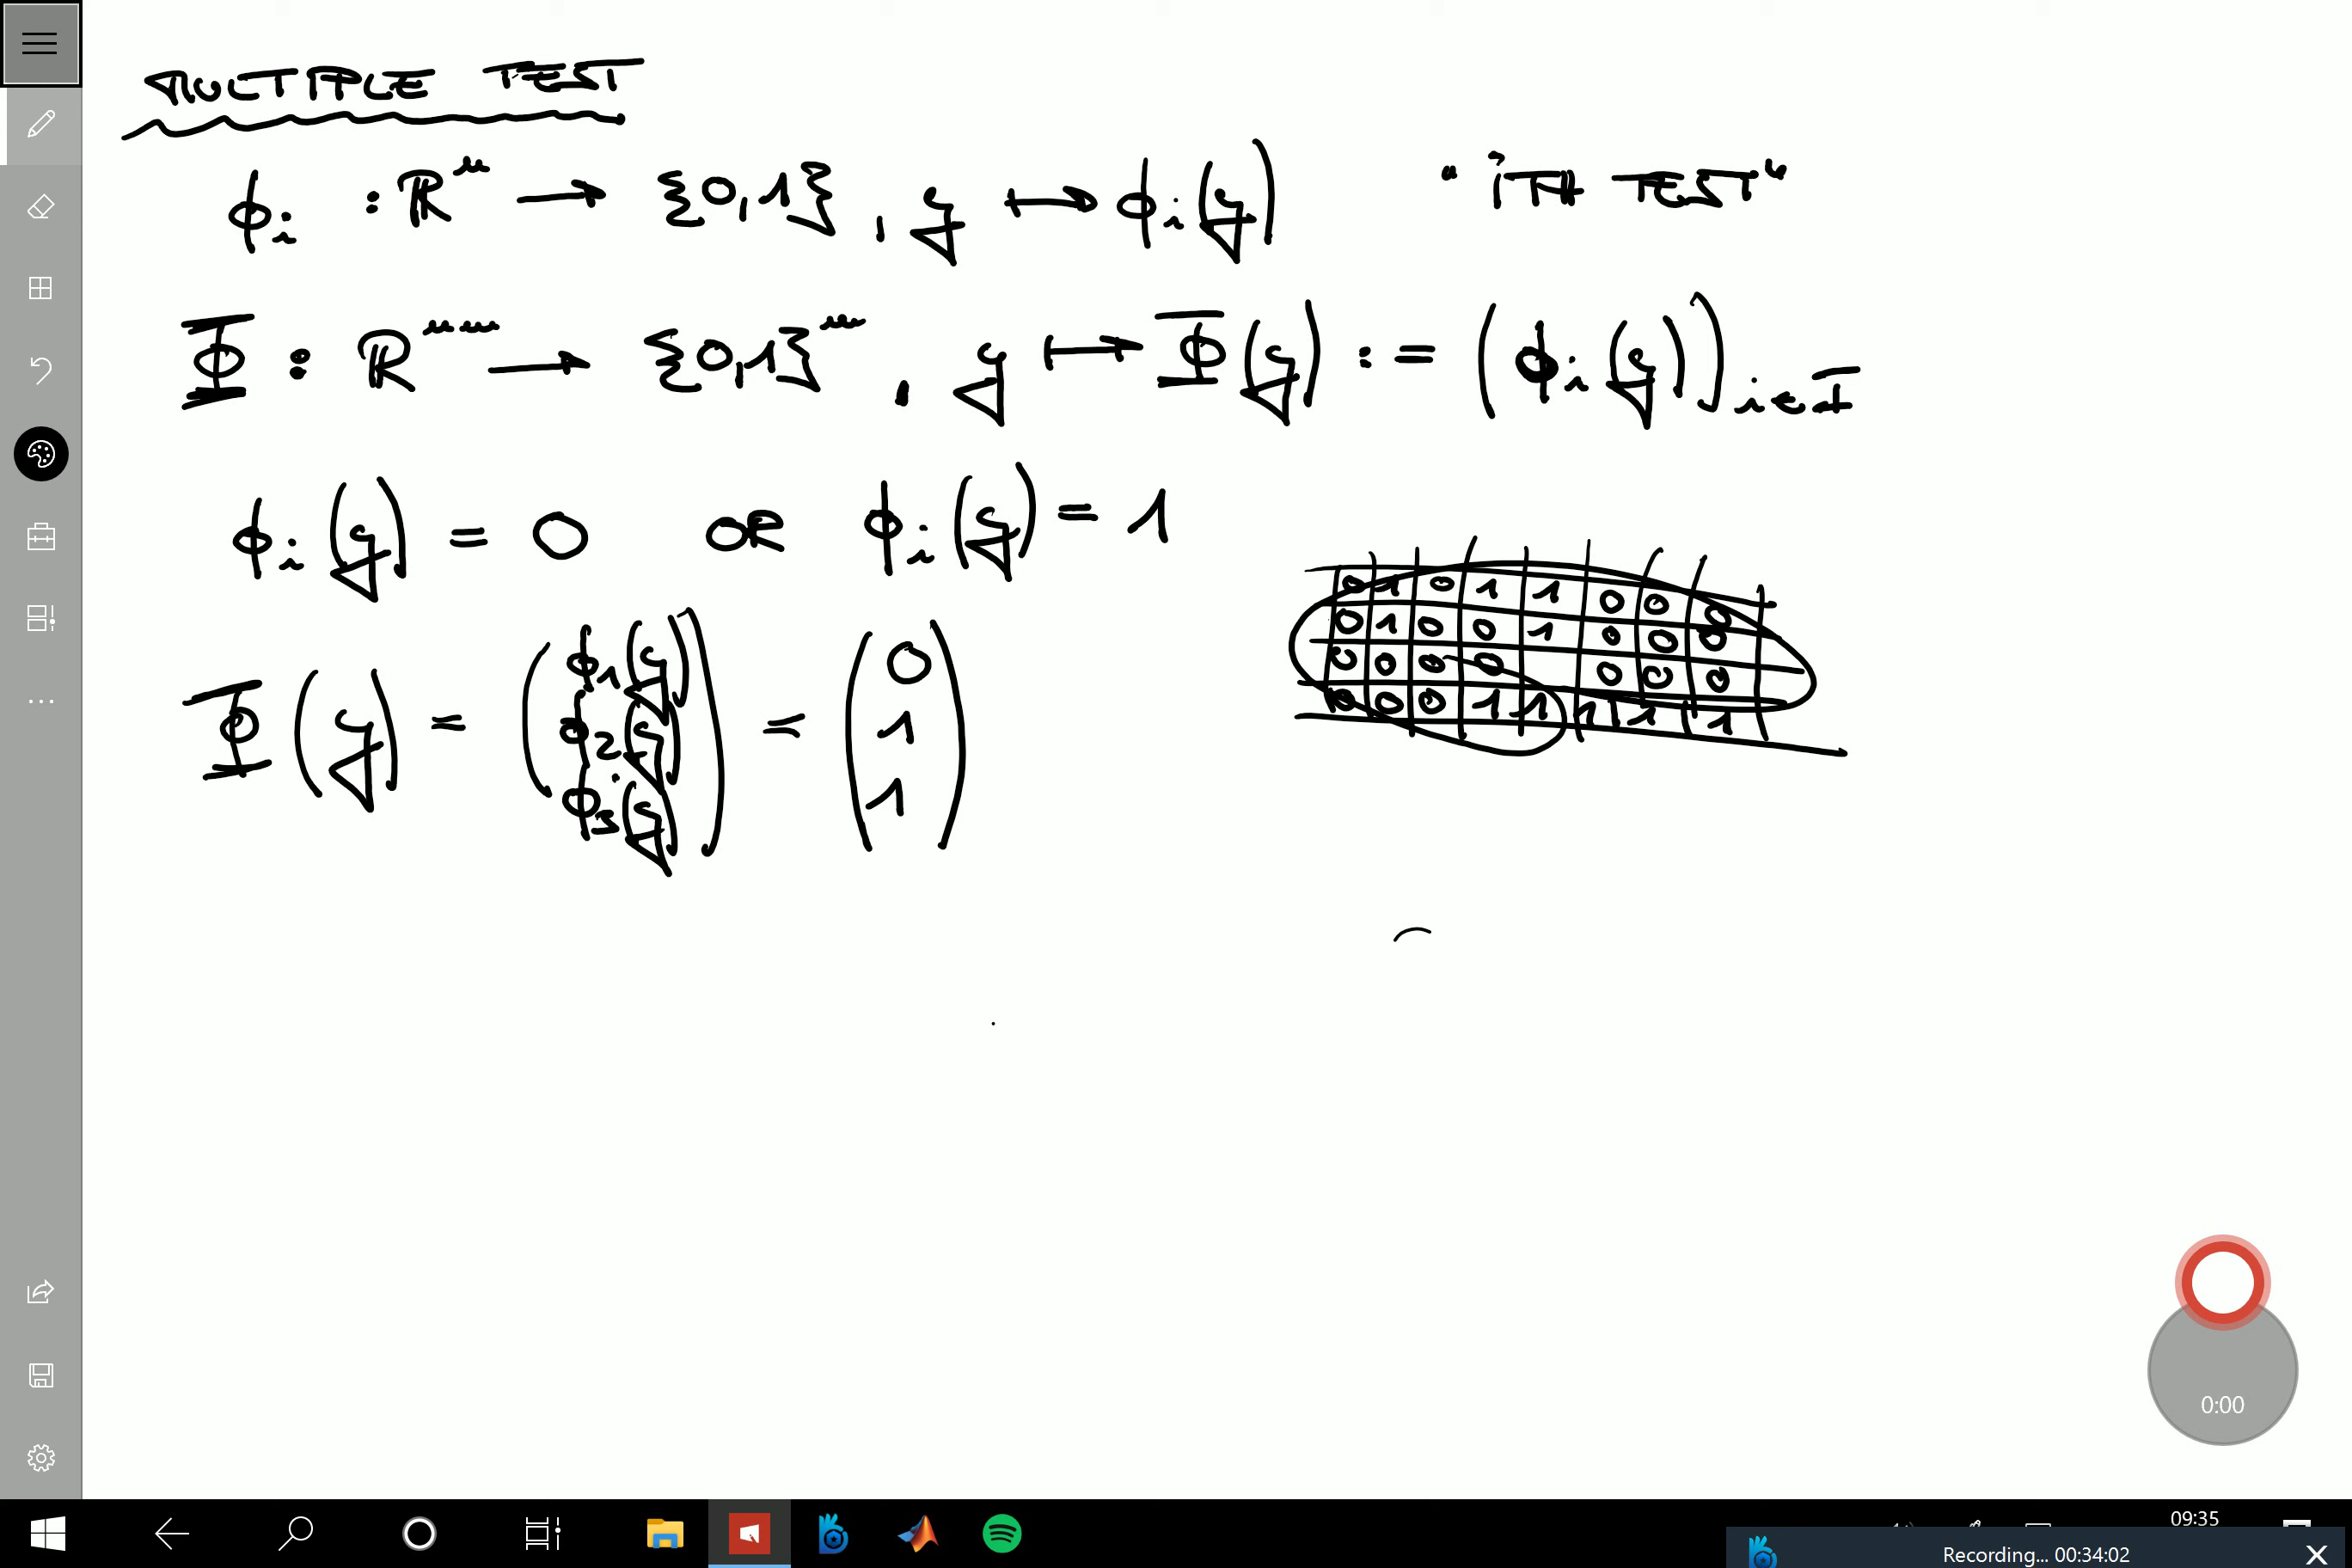 MULTIPLE TEST
ϕᵢ : ℝⁿ → {0,1} , y ↦ ϕᵢ(y) "iTH TEST"
Φ : ℝⁿᵐ → {0,1}ᵐ , y ↦ Φ(y) := (ϕᵢ(y))_{i∈I}
ϕᵢ(y) = 0 OR ϕᵢ(y) = 1
0 1 0 1 1 0 0 0
0 1 0 0 1 0 0 0
0 0 0 0 0 0 0
0 0 0 1 1 1 1 1
Φ(y) = (ϕ₁(y) ϕ₂(y) ϕ₃(y)) = (0 1 1)
0:00
09:35
Recording... 00:34:02